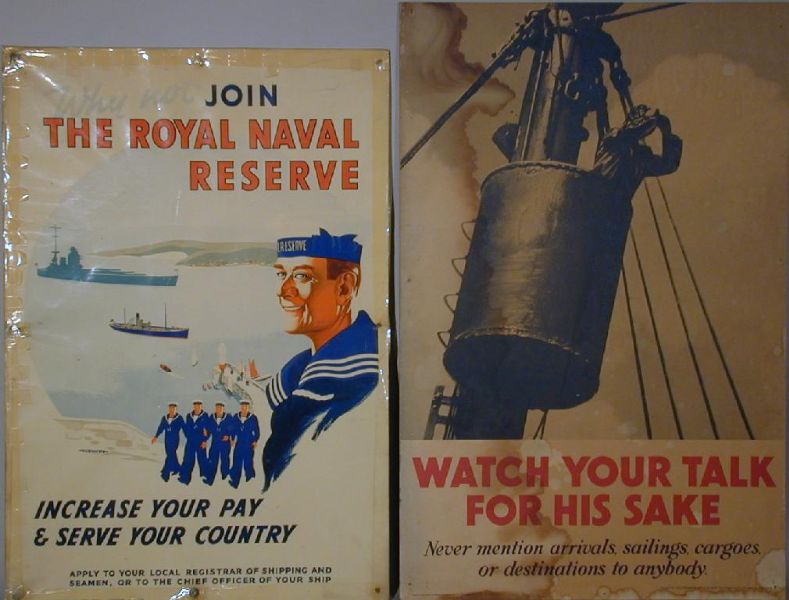 Why not JOIN
THE ROYAL NAVAL
RESERVE
RESERVE
INCREASE YOUR PAY
& SERVE YOUR COUNTRY
APPLY TO YOUR LOCAL REGISTRAR OF SHIPPING AND
SEAMEN, OR TO THE CHIEF OFFICER OF YOUR SHIP
WATCH YOUR TALK
FOR HIS SAKE
Never mention arrivals, sailings, cargoes,
or destinations to anybody.